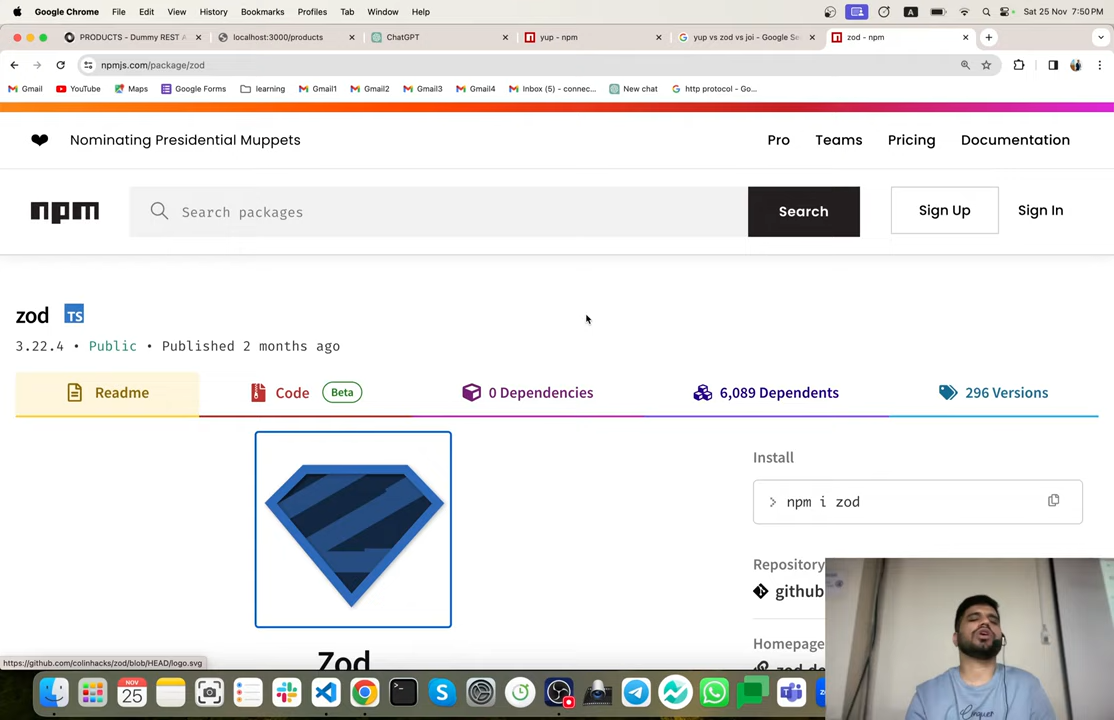 Google Chrome File Edit View History Bookmarks Profiles Tab Window Help A Sat 25 Nov 7:50 PM
PRODUCTS - Dummy REST A localhost:3000/products ChatGPT yup - npm yup vs zod vs joi - Google Se zod - npm
npmjs.com/package/zod
Gmail YouTube Maps Google Forms learning Gmail1 Gmail2 Gmail3 Gmail4 Inbox (5) - connec... New chat http protocol - Go...
Nominating Presidential Muppets Pro Teams Pricing Documentation
npm Search packages Search Sign Up Sign In
zod TS
3.22.4 • Public • Published 2 months ago
Readme Code Beta 0 Dependencies 6,089 Dependents 296 Versions
Install
> npm i zod
Repository
github
Homepage
Zod
https://github.com/colinhacks/zod/blob/HEAD/logo.svg
NOV
25